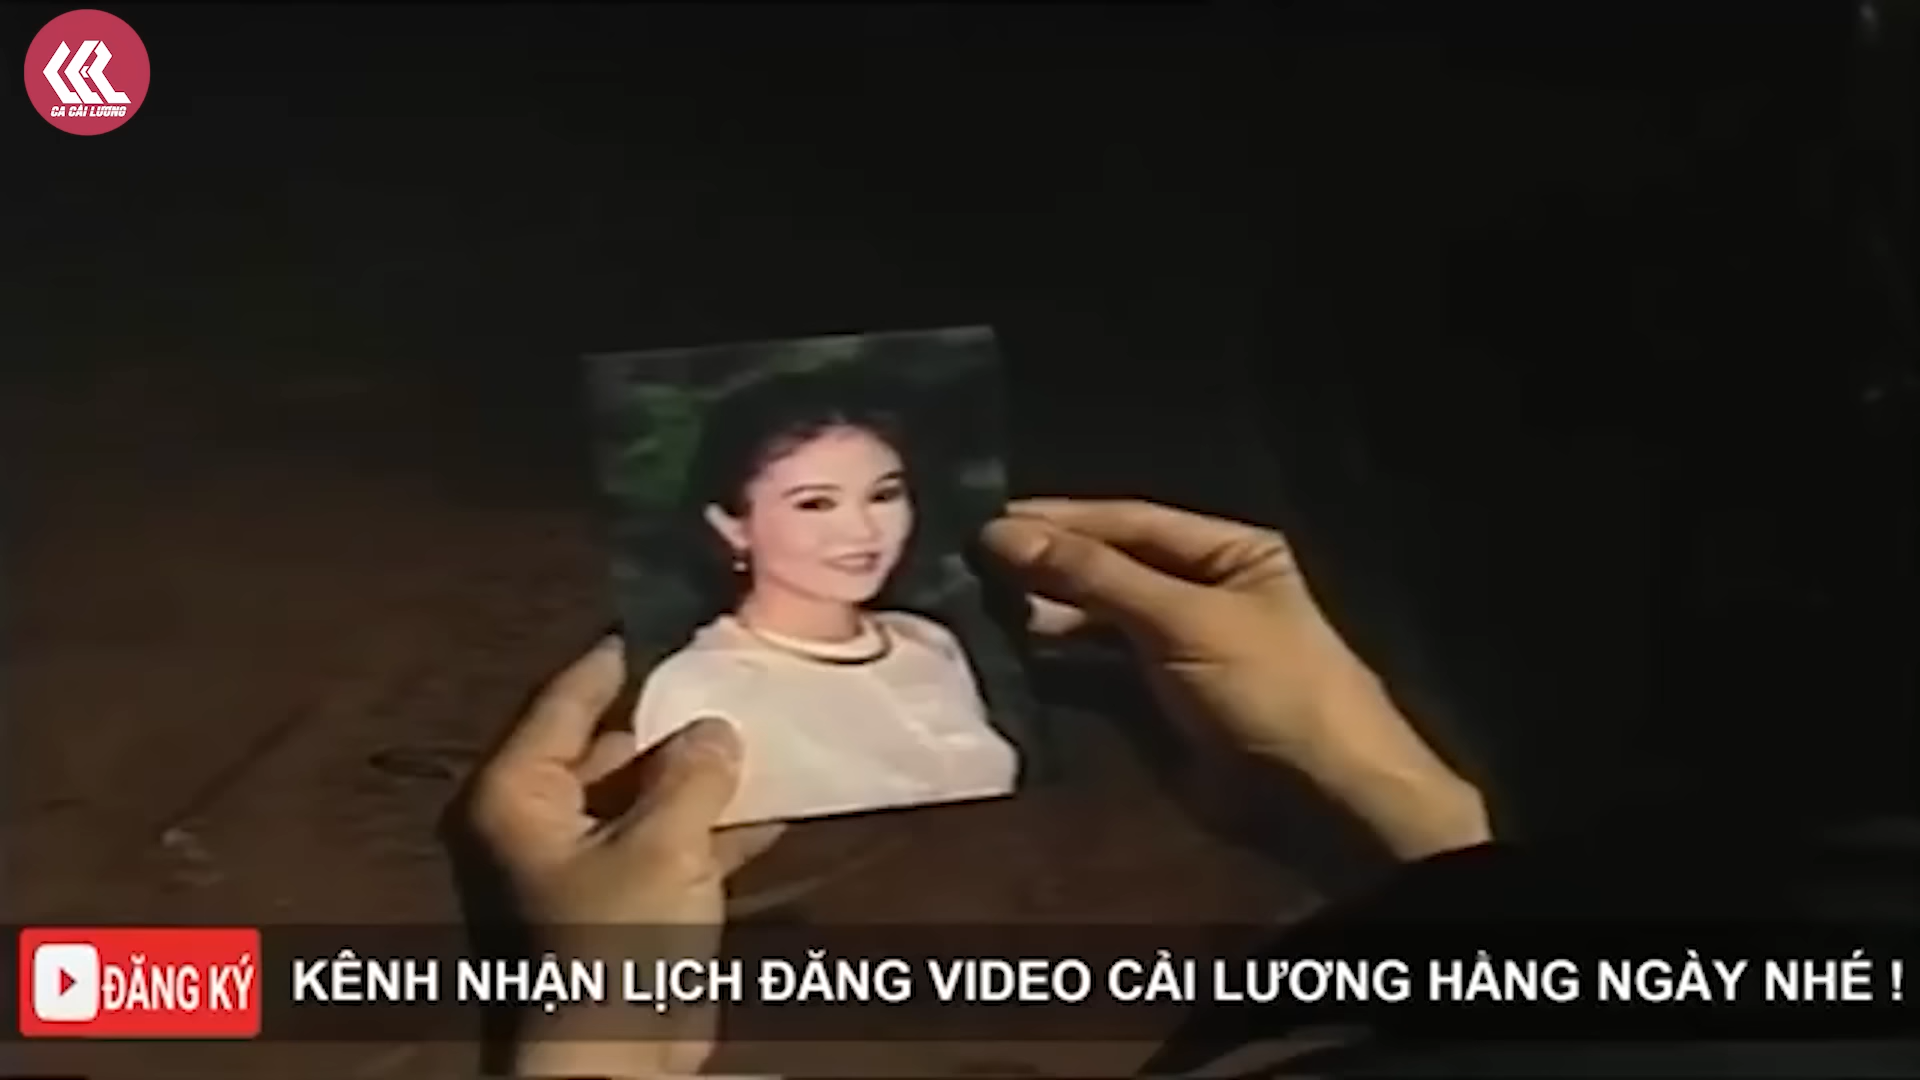 CA CẢI LƯƠNG
ĐĂNG KÝ KÊNH NHẬN LỊCH ĐĂNG VIDEO CẢI LƯƠNG HẰNG NGÀY NHÉ !